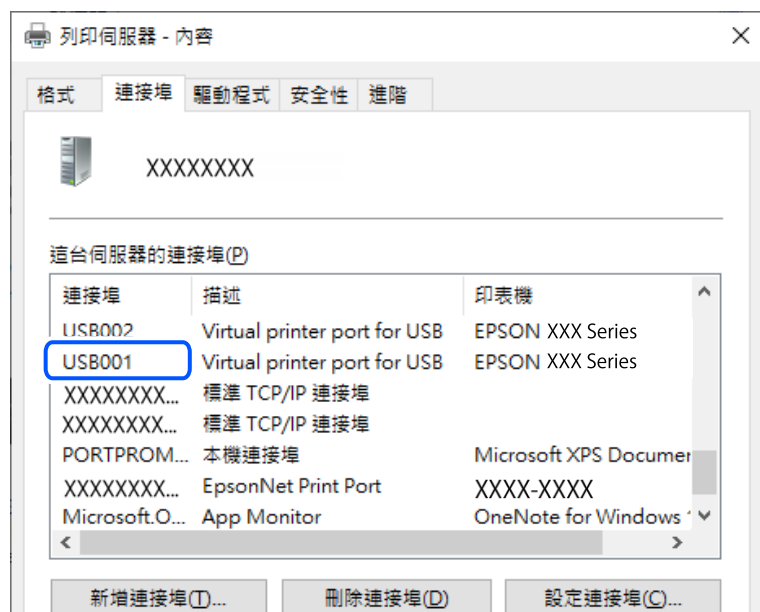 列印伺服器 - 內容
格式 連接埠 驅動程式 安全性 進階
XXXXXXXX
這台伺服器的連接埠(P)
連接埠 描述 印表機
USB002 Virtual printer port for USB EPSON XXX Series
USB001 Virtual printer port for USB EPSON XXX Series
XXXXXXXX... 標準 TCP/IP 連接埠
XXXXXXXX... 標準 TCP/IP 連接埠
PORTPROM... 本機連接埠 Microsoft XPS Documen
XXXXXXXX... EpsonNet Print Port XXXX-XXXX
Microsoft.O... App Monitor OneNote for Windows
新增連接埠(T)... 刪除連接埠(D) 設定連接埠(C)...